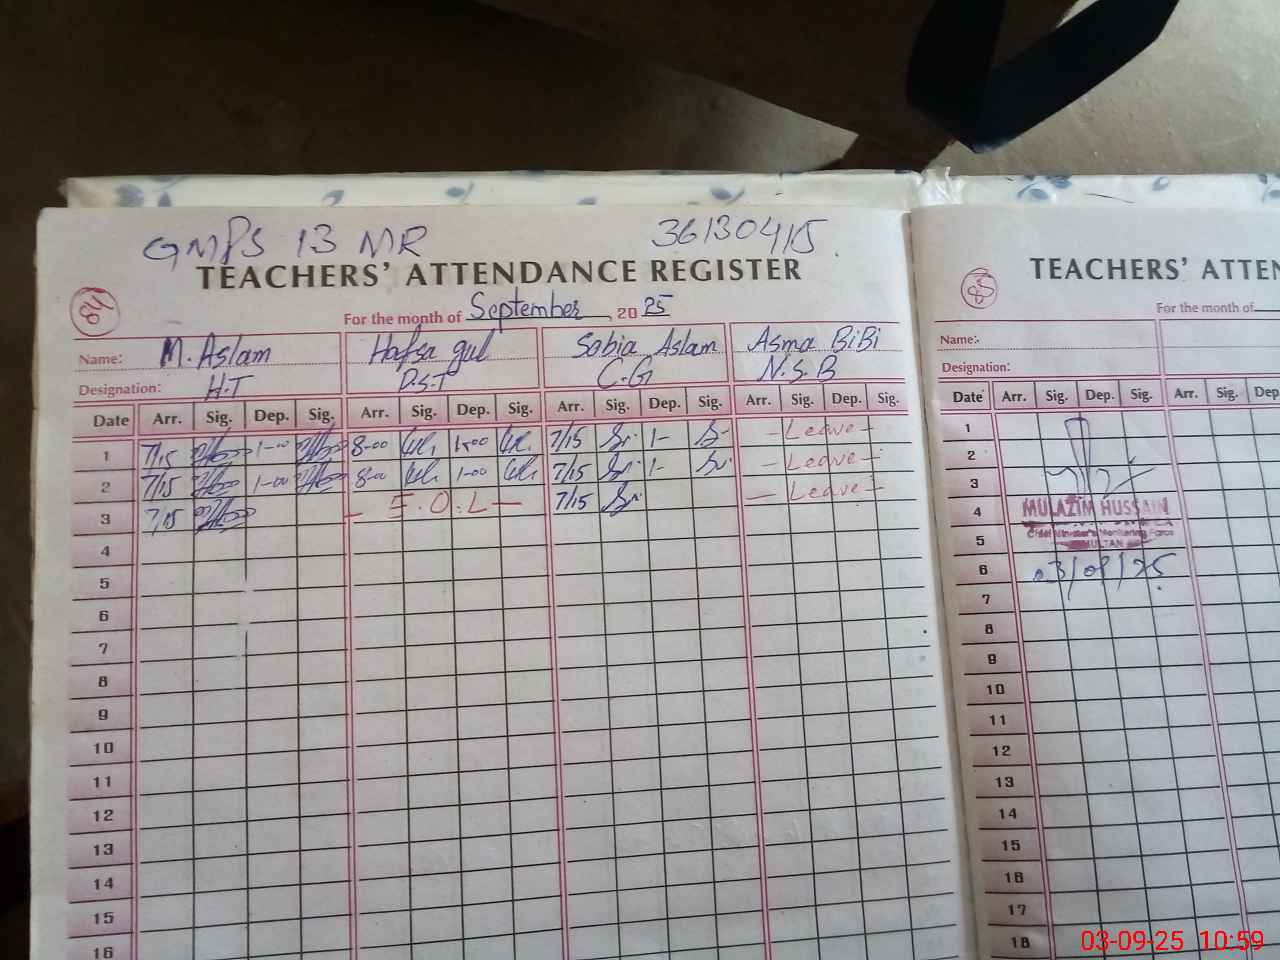 GMPS 13 MR 36130415
TEACHERS' ATTENDANCE REGISTER
For the month of September, 2025
Name: M. Aslam Hafsa gul Sobia Aslam Asma BiBi
Designation: H.T P.S.T C.G N.S.B
Date Arr. Sig. Dep. Sig. Arr. Sig. Dep. Sig. Arr. Sig. Dep. Sig. Arr. Sig. Dep. Sig.
1 7/15 1-00 8-00 1-00 7/15 1- - Leave -
2 7/15 1-00 8-00 1-00 7/15 1- - Leave -
3 7/15 - E.O.L - 7/15 - Leave -
4
5
6
7
8
9
10
11
12
13
14
15
16
TEACHERS' ATTEN
For the month of
Name:
Designation:
Date Arr. Sig. Dep. Sig. Arr. Sig. Dep
1
2
3
4 MULAZIM HUSSAIN
5 Chief Minister's Monitoring Force
MULTAN
6 03/09/25
7
8
9
10
11
12
13
14
15
16
17
18
03-09-25 10:59